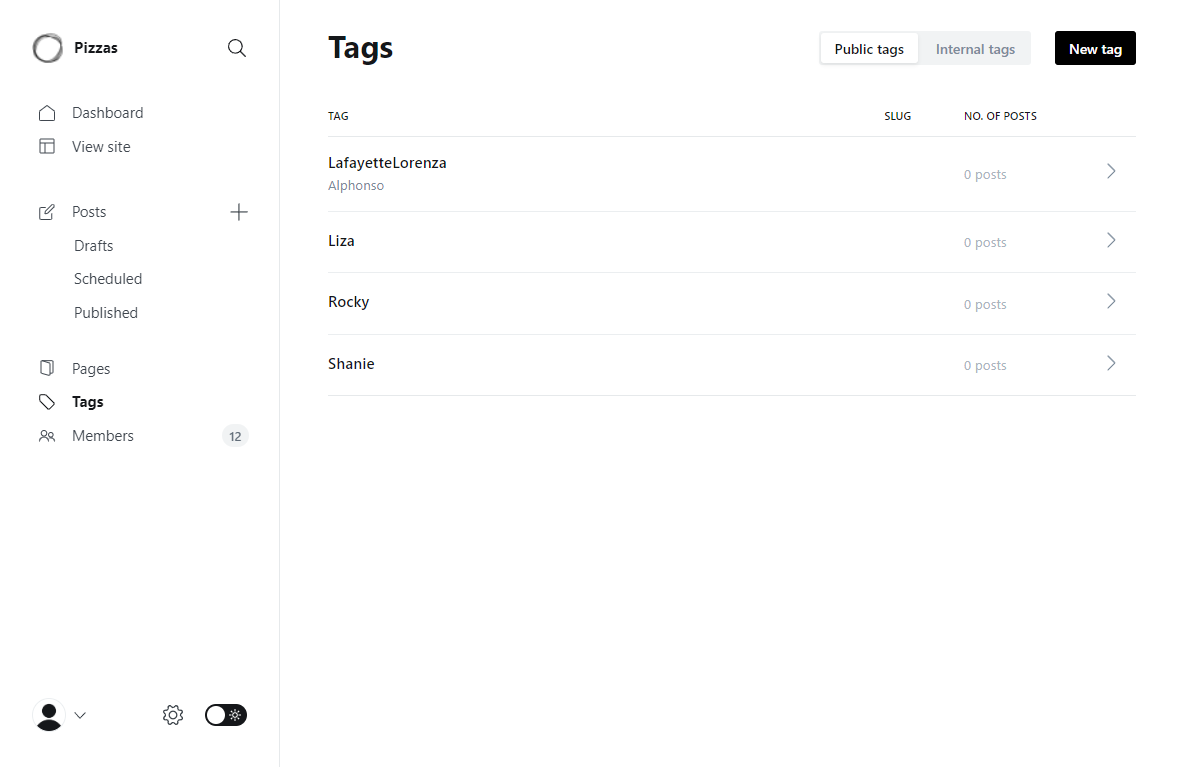 Pizzas
Dashboard
View site
Posts
Drafts
Scheduled
Published
Pages
Tags
Members
12
Tags
Public tags
Internal tags
New tag
TAG
SLUG
NO. OF POSTS
LafayetteLorenza
Alphonso
0 posts
Liza
0 posts
Rocky
0 posts
Shanie
0 posts